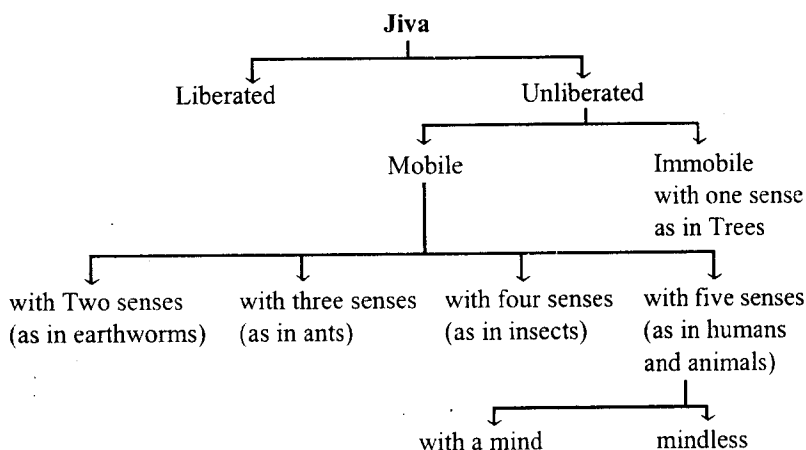 Jiva
Liberated
Unliberated
Mobile
Immobile
with one sense
as in Trees
with Two senses
(as in earthworms)
with three senses
(as in ants)
with four senses
(as in insects)
with five senses
(as in humans
and animals)
with a mind
mindless